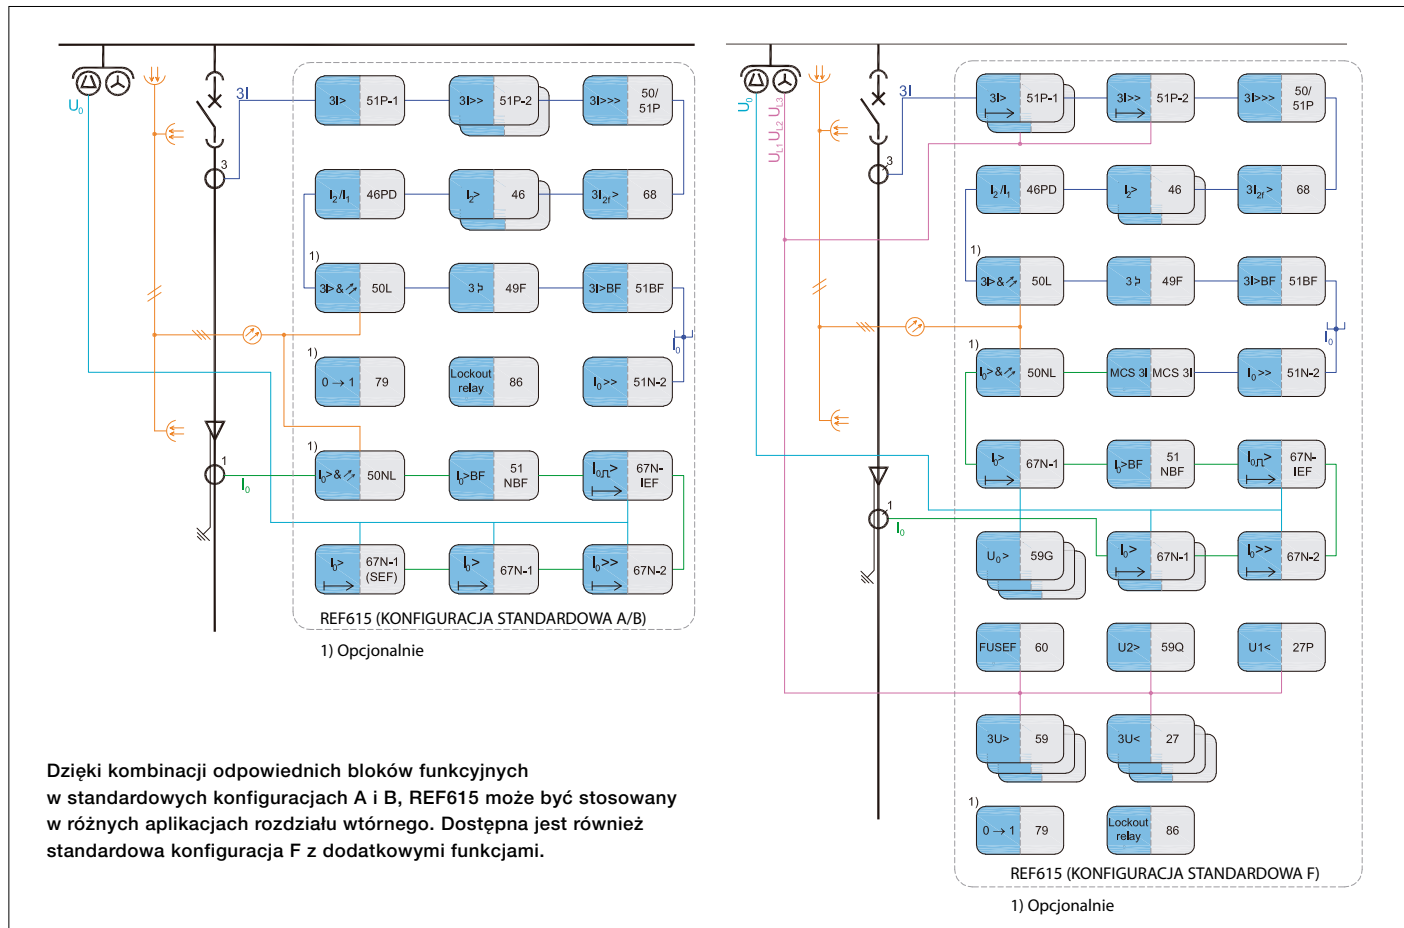 U0
3I
3I> 51P-1
3I>> 51P-2
3I>>> 50/
51P
3
I2/I1 46PD
I2> 46
3I2f> 68
1)
3I>& 50L
3 49F
3I>BF 51BF
I0
1)
0 → 1 79
Lockout
relay 86
I0>> 51N-2
1)
1
I0
I0>& 50NL
I0>BF 51
NBF
I0> 67N-
IEF
I0> 67N-1
(SEF)
I0> 67N-1
I0>> 67N-2
REF615 (KONFIGURACJA STANDARDOWA A/B)
1) Opcjonalnie
Dzięki kombinacji odpowiednich bloków funkcyjnych
w standardowych konfiguracjach A i B, REF615 może być stosowany
w różnych aplikacjach rozdziału wtórnego. Dostępna jest również
standardowa konfiguracja F z dodatkowymi funkcjami.
U0
UL1 UL2 UL3
3I
3I> 51P-1
3I>> 51P-2
3I>>> 50/
51P
3
I2/I1 46PD
I2> 46
3I2f> 68
1)
3I>& 50L
3 49F
3I>BF 51BF
I0
1)
I0>& 50NL
MCS 3I MCS 3I
I0>> 51N-2
I0> 67N-1
I0>BF 51
NBF
I0> 67N-
IEF
1
I0
U0> 59G
I0> 67N-1
I0>> 67N-2
FUSEF 60
U2> 59Q
U1< 27P
3U> 59
3U< 27
1)
0 → 1 79
Lockout
relay 86
REF615 (KONFIGURACJA STANDARDOWA F)
1) Opcjonalnie